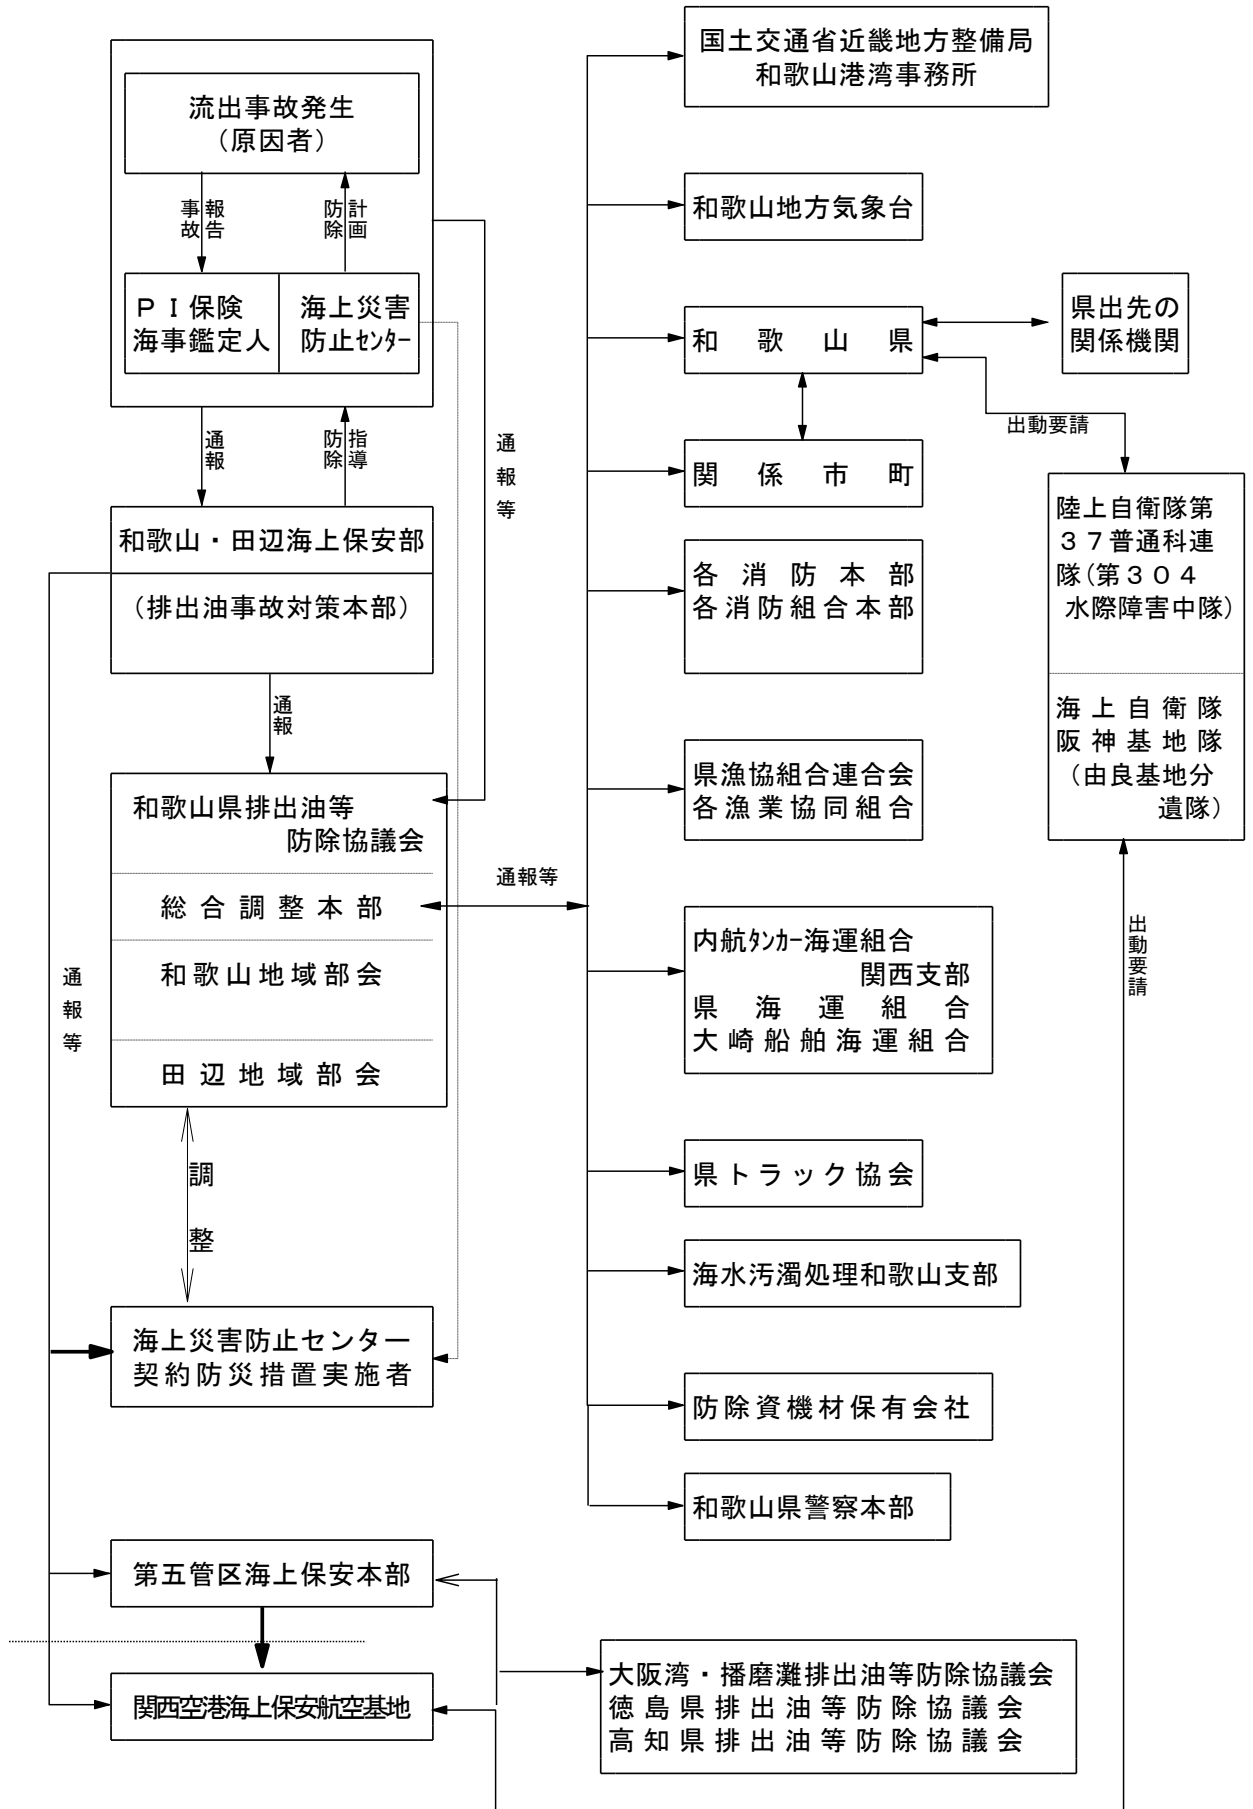 流出事故発生
(原因者)
事故
報告
防除
計画
ＰＩ保険
海事鑑定人
海上災害
防止ｾﾝﾀｰ
通報
防除
指導
通報等
和歌山・田辺海上保安部
(排出油事故対策本部)
通報
和歌山県排出油等
防除協議会
総合調整本部
和歌山地域部会
田辺地域部会
通報等
通報等
調整
海上災害防止センター
契約防災措置実施者
第五管区海上保安本部
関西空港海上保安航空基地
国土交通省近畿地方整備局
和歌山港湾事務所
和歌山地方気象台
和歌山県
県出先の
関係機関
出動要請
関係市町
各消防本部
各消防組合本部
陸上自衛隊第
３７普通科連
隊(第３０４
水際障害中隊)
海上自衛隊
阪神基地隊
(由良基地分
遺隊)
県漁協組合連合会
各漁業協同組合
内航ﾀﾝｶｰ海運組合
関西支部
県海運組合
大崎船舶海運組合
出動要請
県トラック協会
海水汚濁処理和歌山支部
防除資機材保有会社
和歌山県警察本部
大阪湾・播磨灘排出油等防除協議会
徳島県排出油等防除協議会
高知県排出油等防除協議会